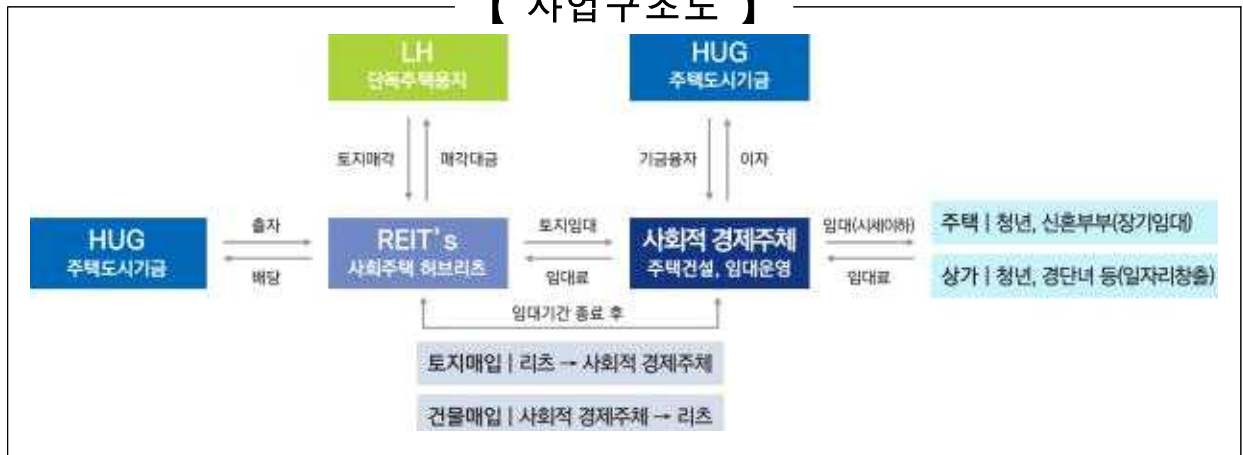 【 사업구조도 】
LH
단독주택용지
HUG
주택도시기금
토지매각
매각대금
기금융자
이자
HUG
주택도시기금
출자
배당
REIT's
사회주택 허브리츠
토지임대
임대료
사회적 경제주체
주택건설, 임대운영
임대(시세이하)
임대료
주택 | 청년, 신혼부부(장기임대)
상가 | 청년, 경단녀 등(일자리창출)
임대기간 종료 후
토지매입 | 리츠 → 사회적 경제주체
건물매입 | 사회적 경제주체 → 리츠